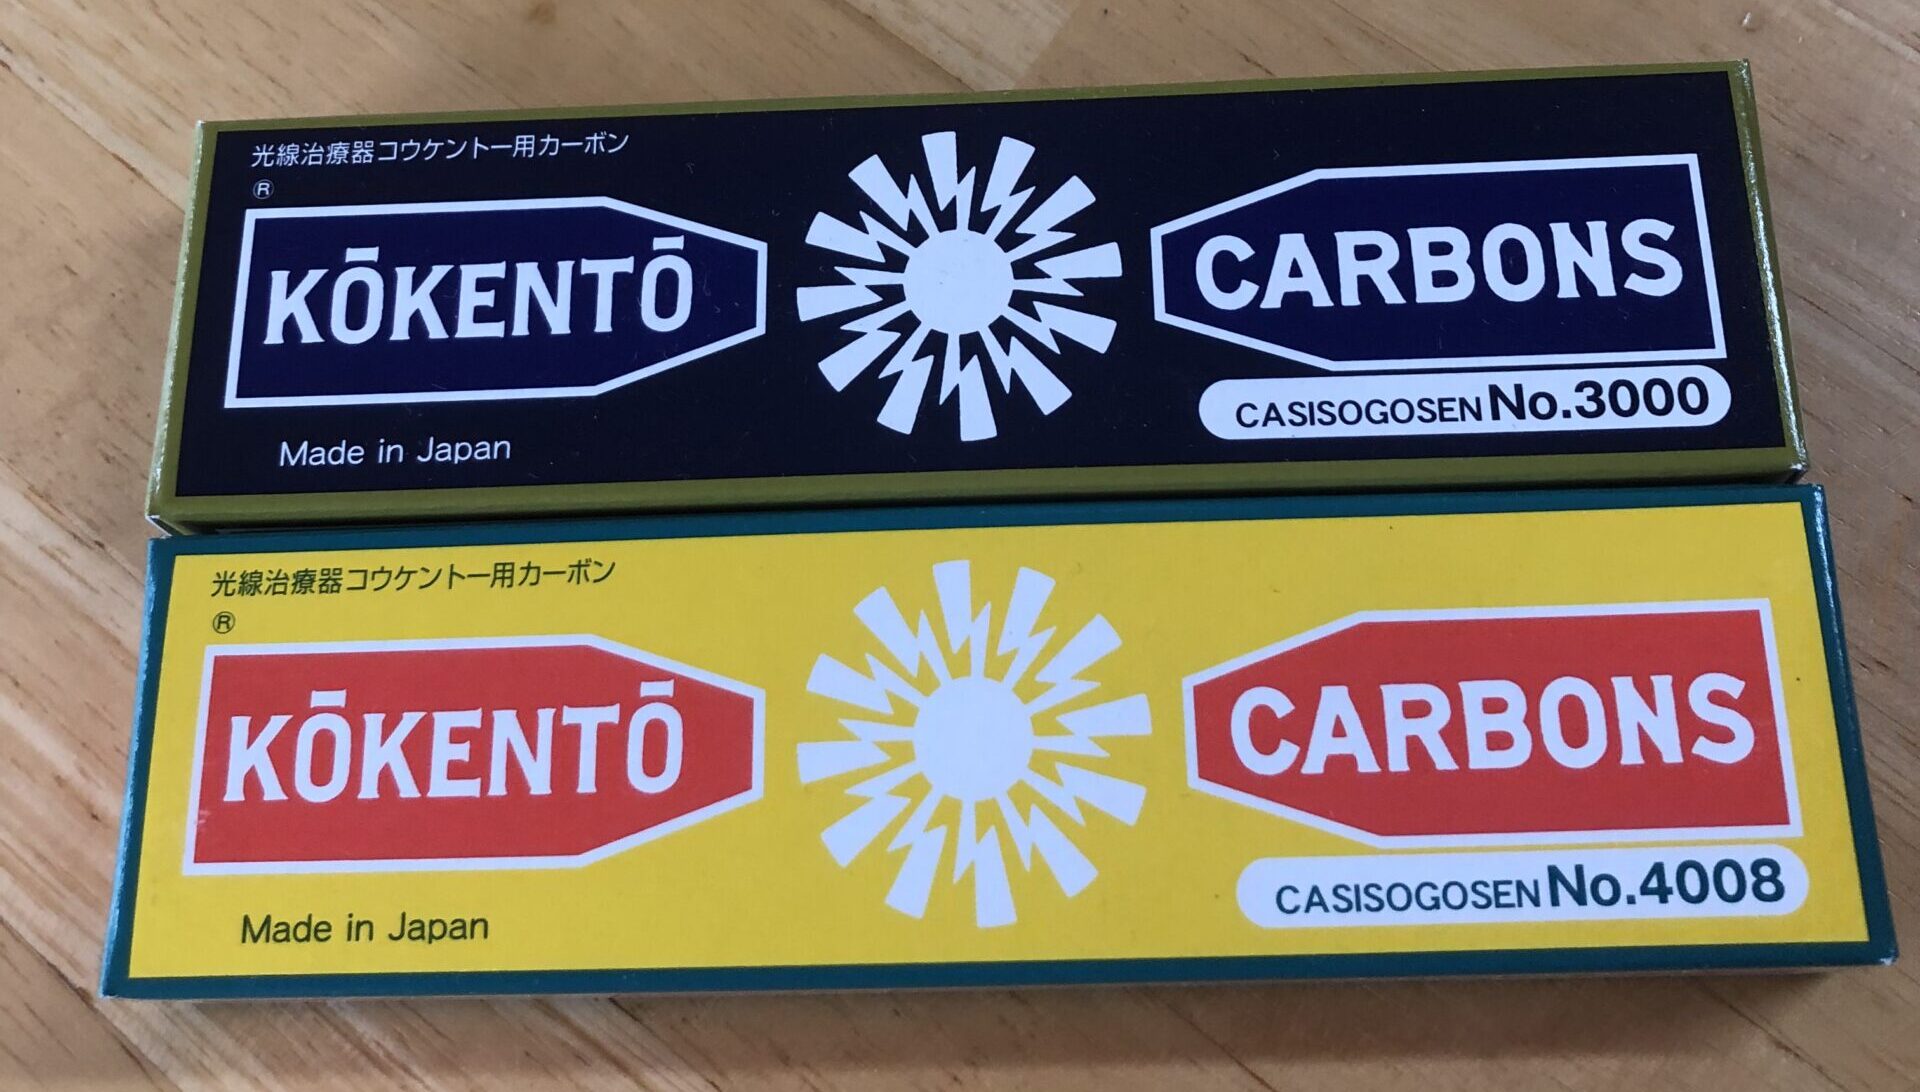 光線治療器コウケントー用カーボン
®
KŌKENTŌ
CARBONS
CASISOGOSEN No.3000
Made in Japan
光線治療器コウケントー用カーボン
®
KŌKENTŌ
CARBONS
CASISOGOSEN No.4008
Made in Japan